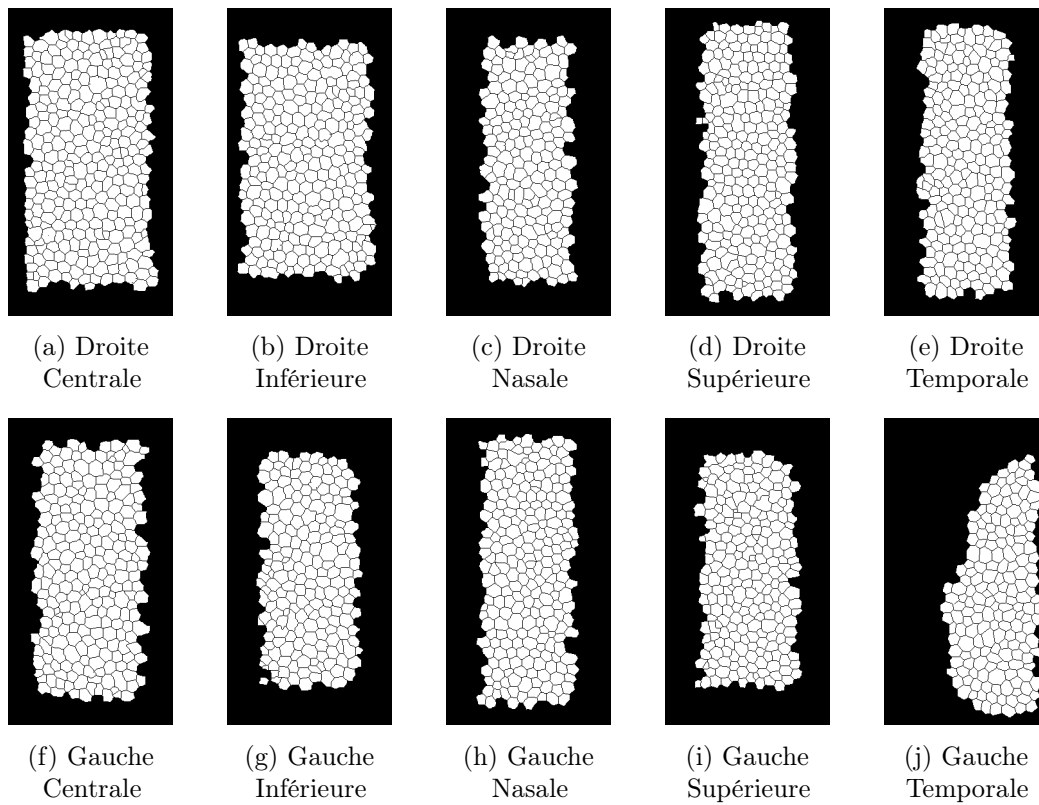 (a) Droite
Centrale
(b) Droite
Inférieure
(c) Droite
Nasale
(d) Droite
Supérieure
(e) Droite
Temporale
(f) Gauche
Centrale
(g) Gauche
Inférieure
(h) Gauche
Nasale
(i) Gauche
Supérieure
(j) Gauche
Temporale